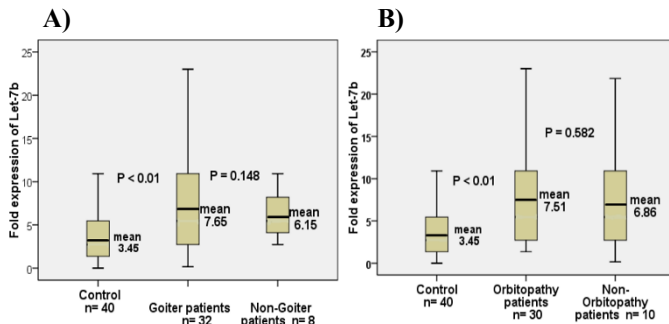 A)
Fold expression of Let-7b
25
20
15
10
5
0
P < 0.01
P = 0.148
mean
3.45
mean
7.65
mean
6.15
Control
n= 40
Goiter patients
n= 32
Non-Goiter
patients n= 8
B)
Fold expression of Let-7b
25
20
15
10
5
0
P < 0.01
P = 0.582
mean
3.45
mean
7.51
mean
6.86
Control
n= 40
Orbitopathy
patients
n= 30
Non-
Orbitopathy
patients n= 10